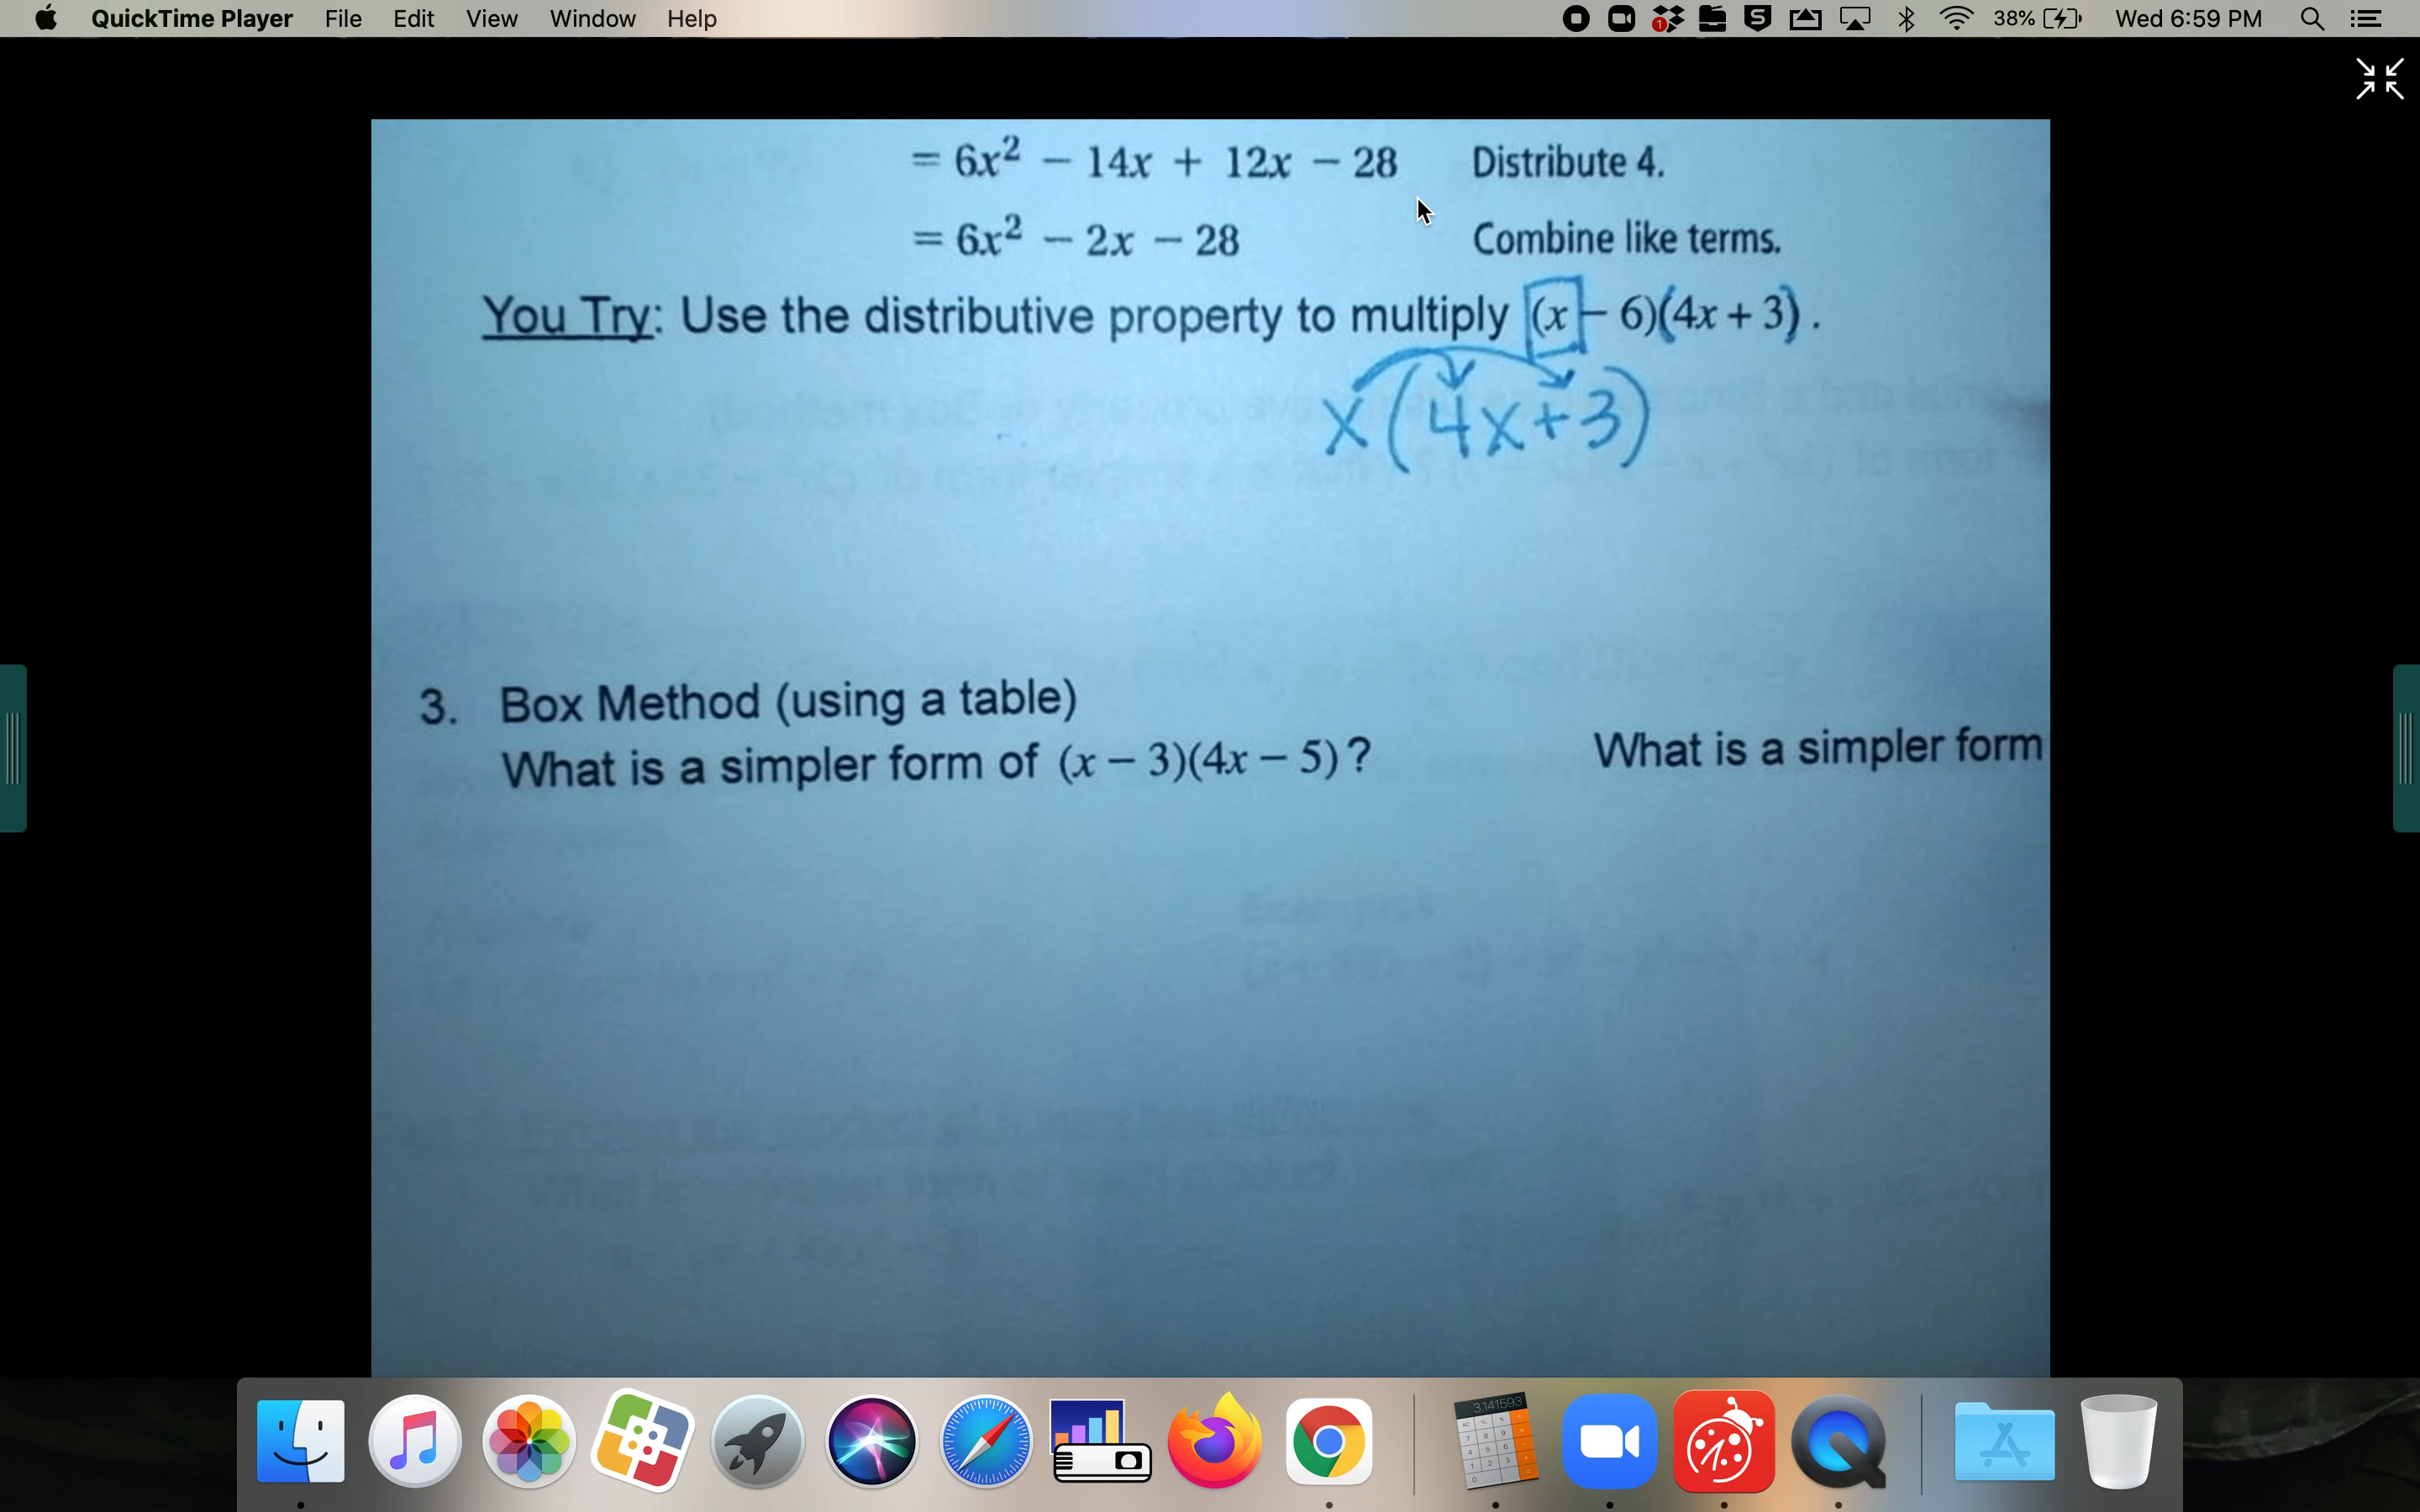 QuickTime Player File Edit View Window Help 38% Wed 6:59 PM
= 6x² − 14x + 12x − 28 Distribute 4.
= 6x² − 2x − 28 Combine like terms.
You Try: Use the distributive property to multiply (x − 6)(4x + 3).
x(4x+3)
3. Box Method (using a table)
What is a simpler form of (x − 3)(4x − 5)? What is a simpler form
3.141593